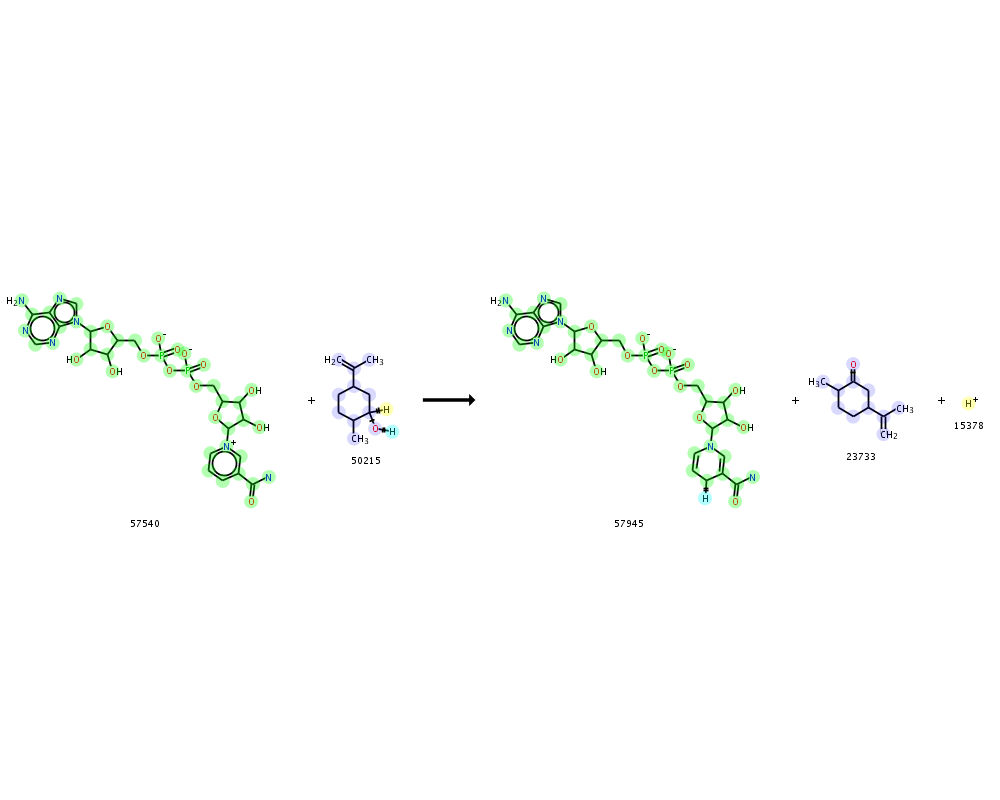 H₂N N N N N O HO OH O O⁻ P O O⁻ O P O O OH O OH N⁺ N O
57540
+
H₂C CH₃ H O H CH₃
50215
H₂N N N N N O HO OH O O⁻ P O O⁻ O P O O OH O OH N N O H
57945
+
O H₃C CH₃ CH₂
23733
+
H⁺
15378